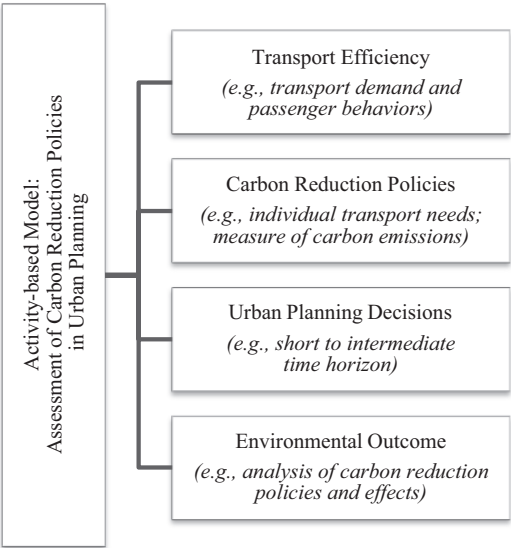 Activity-based Model:
Assessment of Carbon Reduction Policies
in Urban Planning
Transport Efficiency
(e.g., transport demand and
passenger behaviors)
Carbon Reduction Policies
(e.g., individual transport needs;
measure of carbon emissions)
Urban Planning Decisions
(e.g., short to intermediate
time horizon)
Environmental Outcome
(e.g., analysis of carbon reduction
policies and effects)